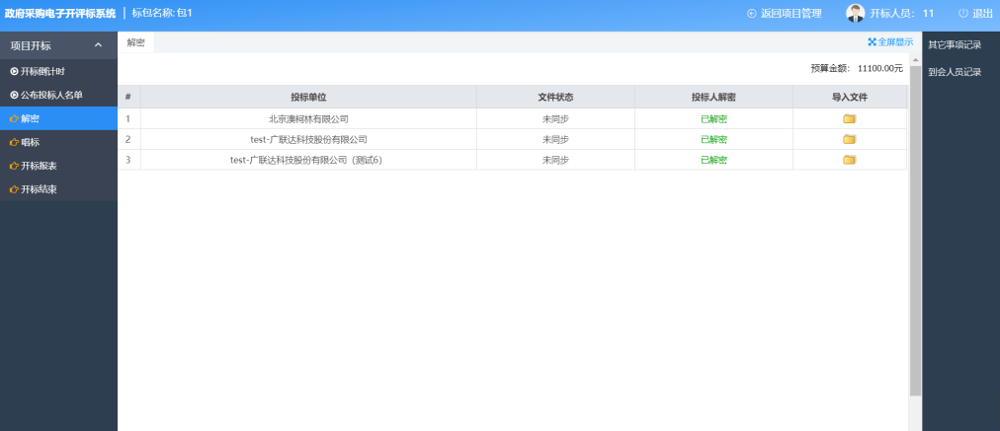 政府采购电子开评标系统 | 标包名称: 包1
返回项目管理
开标人员: 11
退出
项目开标
开标倒计时
公布投标人名单
解密
唱标
开标报表
开标结束
解密
全屏显示
预算金额: 11100.00元
# 投标单位 文件状态 投标人解密 导入文件
1 北京澳柯林有限公司 未同步 已解密
2 test-广联达科技股份有限公司 未同步 已解密
3 test-广联达科技股份有限公司（测试6） 未同步 已解密
其它事项记录
到会人员记录